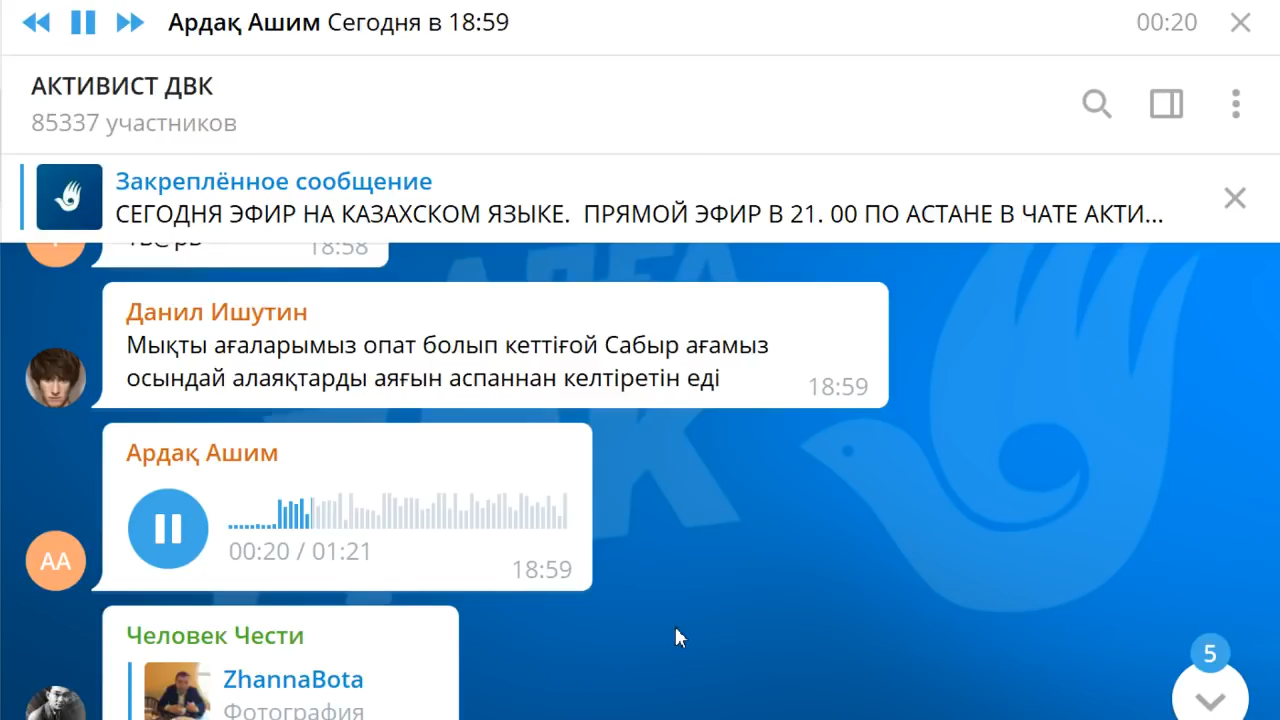 Ардақ Ашим Сегодня в 18:59
00:20
АКТИВИСТ ДВК
85337 участников
Закреплённое сообщение
СЕГОДНЯ ЭФИР НА КАЗАХСКОМ ЯЗЫКЕ. ПРЯМОЙ ЭФИР В 21. 00 ПО АСТАНЕ В ЧАТЕ АКТИ...
18:58
Данил Ишутин
Мықты ағаларымыз опат болып кеттіғой Сабыр ағамыз
осындай алаяқтарды аяғын аспаннан келтіретін еді
18:59
Ардақ Ашим
00:20 / 01:21
18:59
АА
Человек Чести
ZhannaBota
Фотография
5